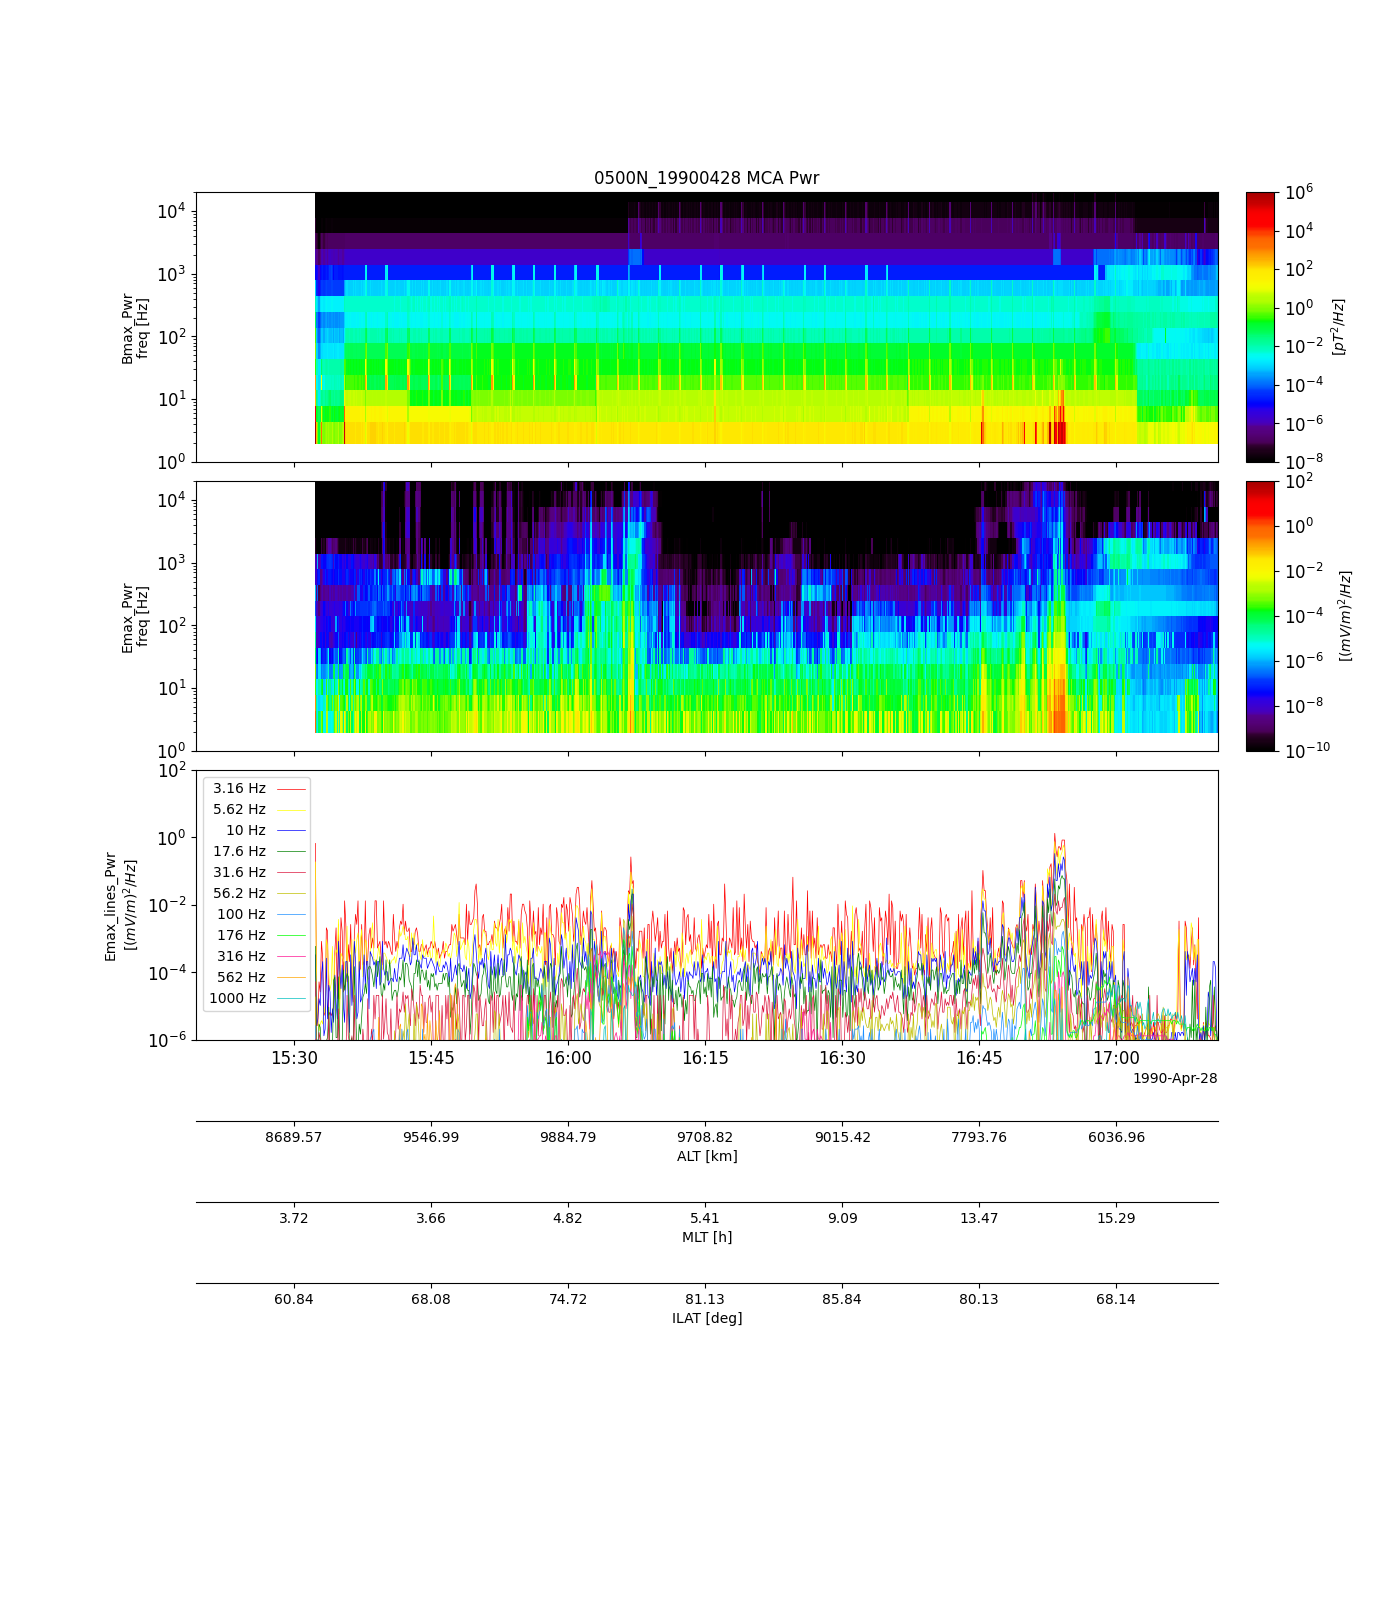 0500N_19900428 MCA Pwr
Bmax_Pwr
freq [Hz]
10^4
10^3
10^2
10^1
10^0
10^6
10^4
10^2
10^0
10^-2
10^-4
10^-6
10^-8
[pT^2/Hz]
Emax_Pwr
freq [Hz]
10^4
10^3
10^2
10^1
10^0
10^2
10^0
10^-2
10^-4
10^-6
10^-8
10^-10
[(mV/m)^2/Hz]
Emax_lines_Pwr
[(mV/m)^2/Hz]
10^2
10^0
10^-2
10^-4
10^-6
3.16 Hz
5.62 Hz
10 Hz
17.6 Hz
31.6 Hz
56.2 Hz
100 Hz
176 Hz
316 Hz
562 Hz
1000 Hz
15:30 15:45 16:00 16:15 16:30 16:45 17:00
1990-Apr-28
8689.57 9546.99 9884.79 9708.82 9015.42 7793.76 6036.96
ALT [km]
3.72 3.66 4.82 5.41 9.09 13.47 15.29
MLT [h]
60.84 68.08 74.72 81.13 85.84 80.13 68.14
ILAT [deg]